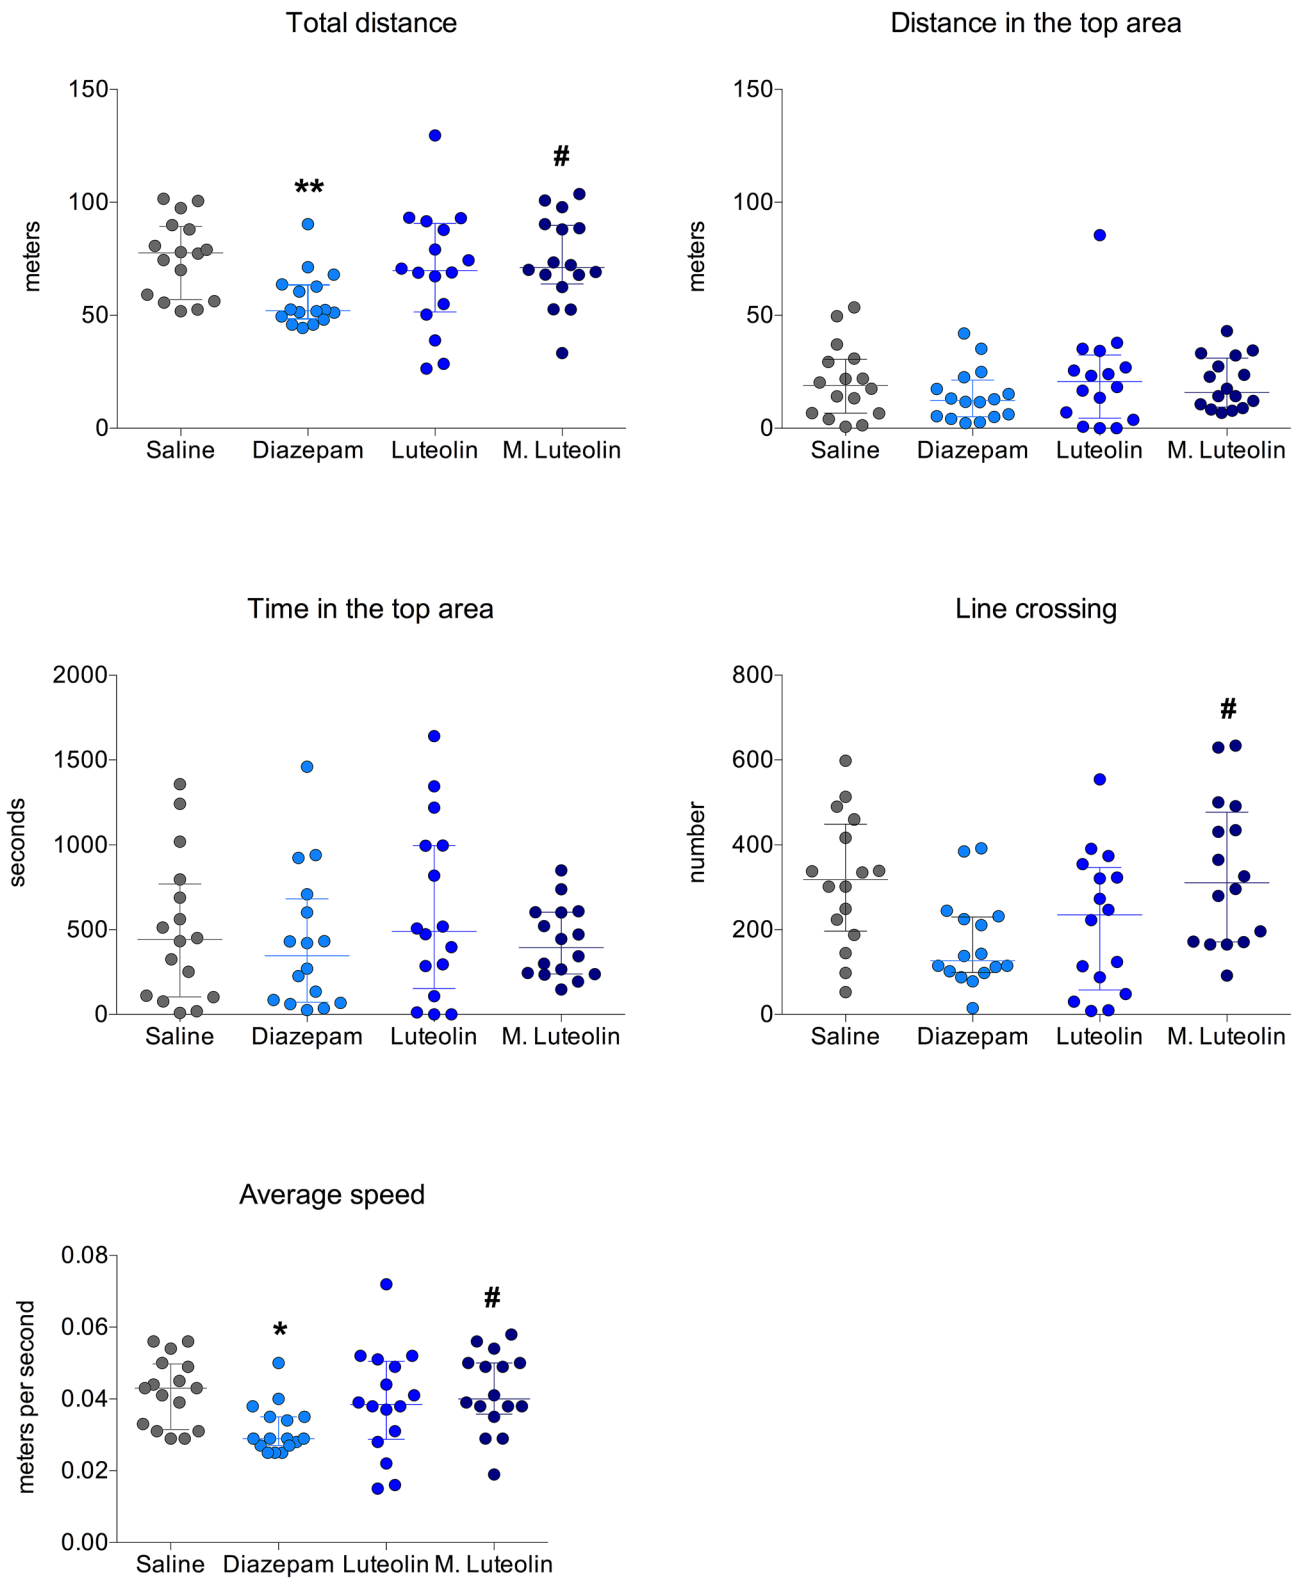 Total distance
meters
150
100
50
0
**
#
Saline Diazepam Luteolin M. Luteolin
Distance in the top area
meters
150
100
50
0
Saline Diazepam Luteolin M. Luteolin
Time in the top area
seconds
2000
1500
1000
500
0
Saline Diazepam Luteolin M. Luteolin
Line crossing
number
800
600
400
200
0
#
Saline Diazepam Luteolin M. Luteolin
Average speed
meters per second
0.08
0.06
0.04
0.02
0.00
*
#
Saline Diazepam Luteolin M. Luteolin